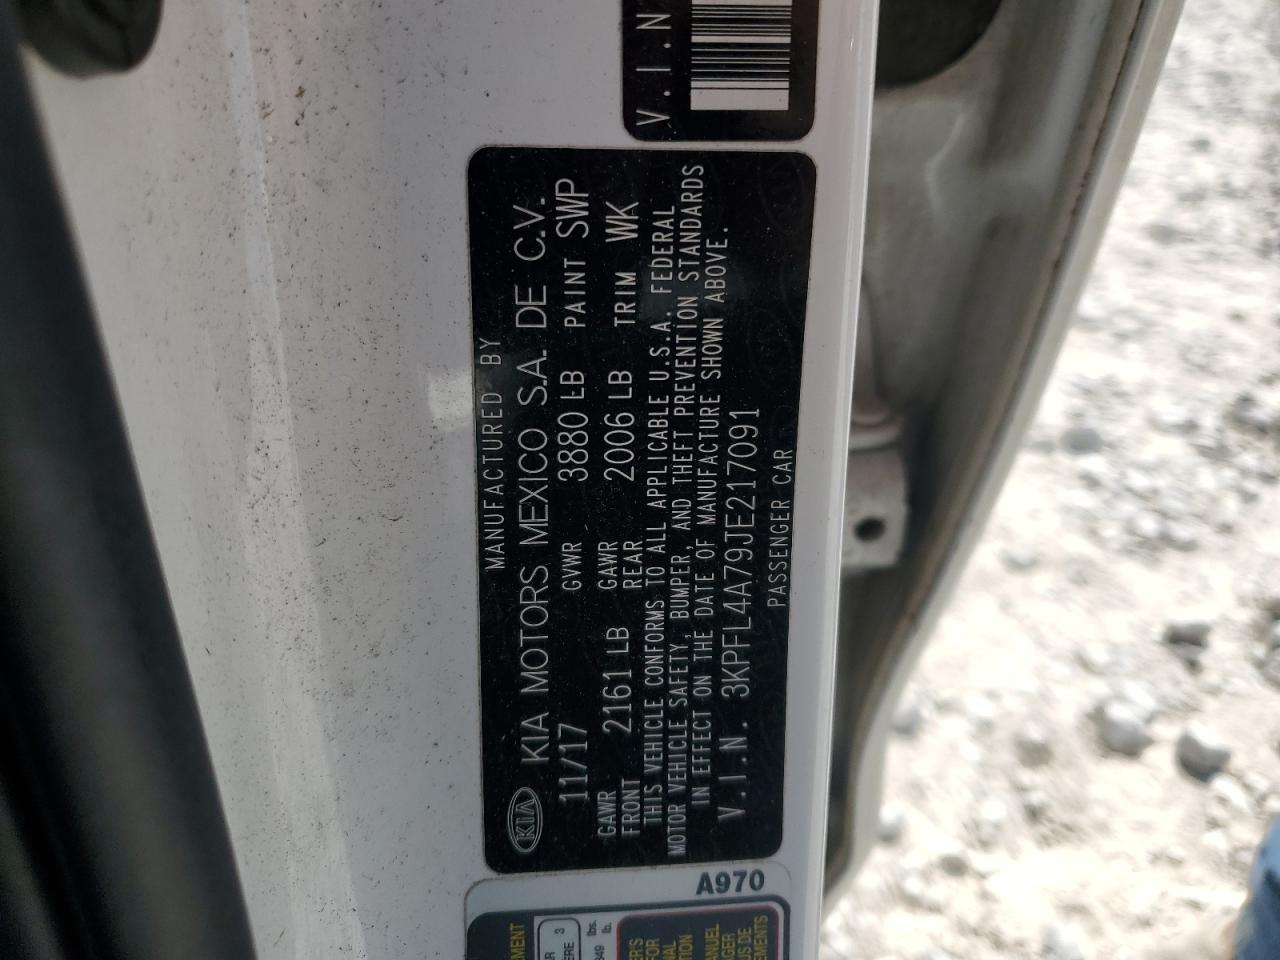 V.I.N
KIA KIA MOTORS MEXICO S.A. DE C.V.
MANUFACTURED BY
11/17 GVWR 3880 LB PAINT SWP
GAWR FRONT 2161 LB GAWR REAR 2006 LB TRIM WK
THIS VEHICLE CONFORMS TO ALL APPLICABLE U.S.A. FEDERAL
MOTOR VEHICLE SAFETY, BUMPER, AND THEFT PREVENTION STANDARDS
IN EFFECT ON THE DATE OF MANUFACTURE SHOWN ABOVE.
V.I.N. 3KPFL4A79JE217091
PASSENGER CAR
A970